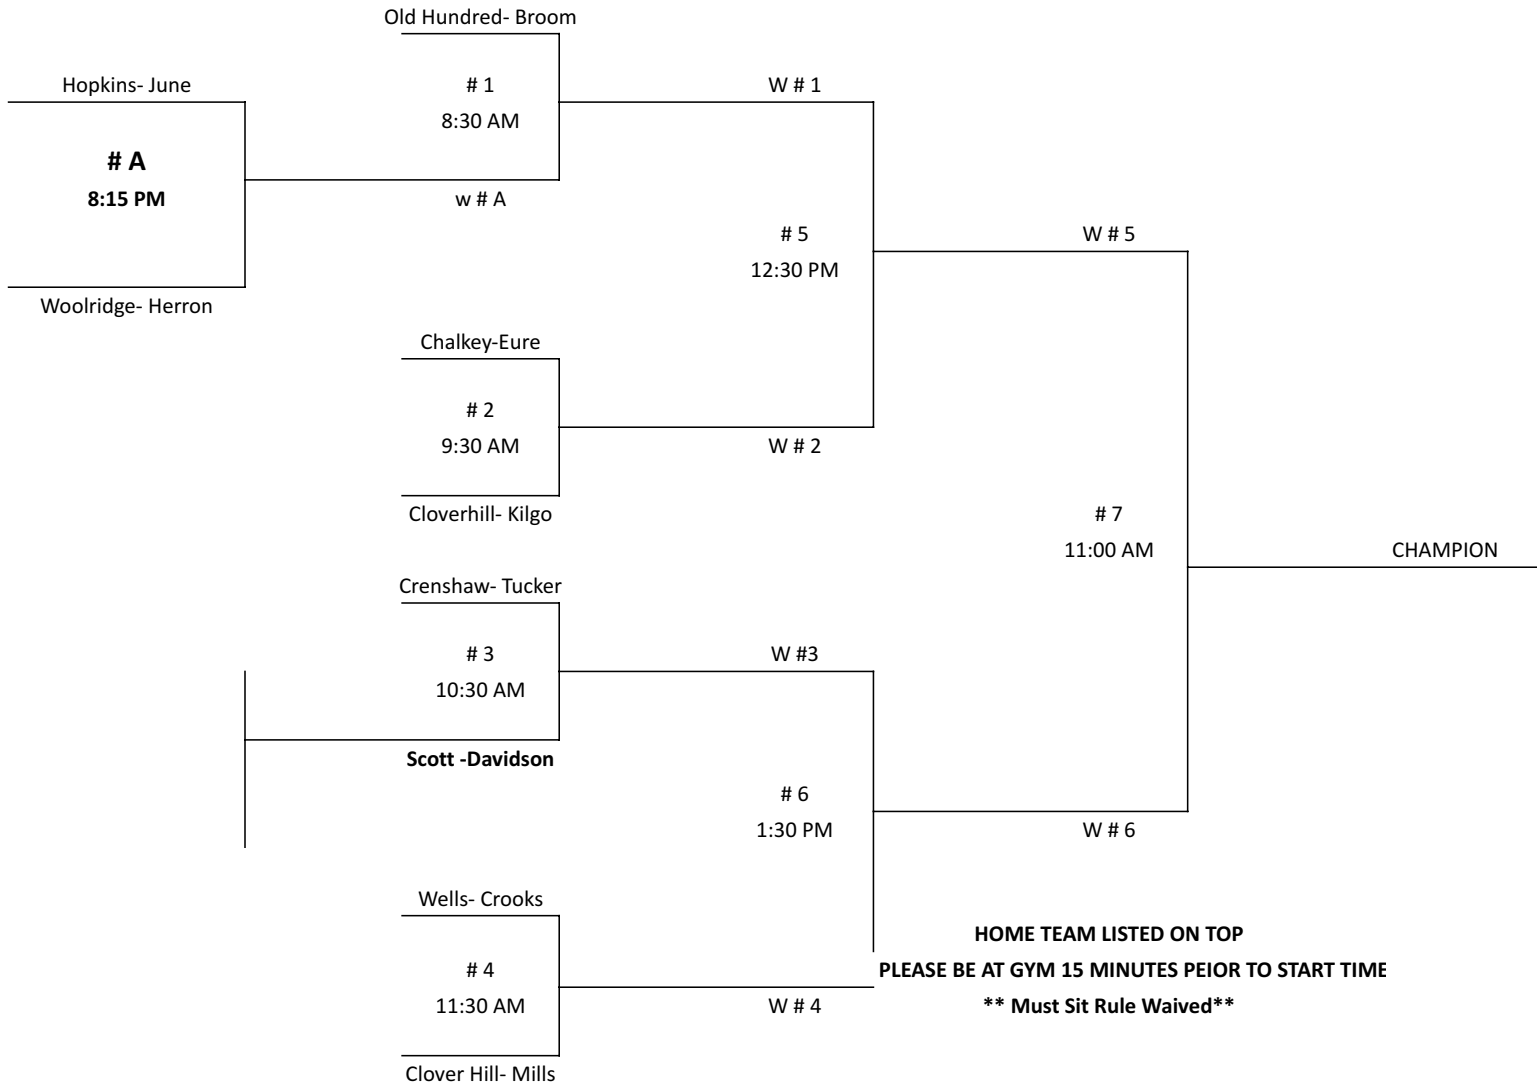 Old Hundred- Broom
Hopkins- June
# 1
W # 1
8:30 AM
# A
8:15 PM
w # A
# 5
W # 5
12:30 PM
Woolridge- Herron
Chalkey-Eure
# 2
9:30 AM
W # 2
Cloverhill- Kilgo
# 7
11:00 AM
CHAMPION
Crenshaw- Tucker
# 3
W #3
10:30 AM
Scott -Davidson
# 6
1:30 PM
W # 6
Wells- Crooks
HOME TEAM LISTED ON TOP
# 4
PLEASE BE AT GYM 15 MINUTES PEIOR TO START TIME
11:30 AM
W # 4
** Must Sit Rule Waived**
Clover Hill- Mills